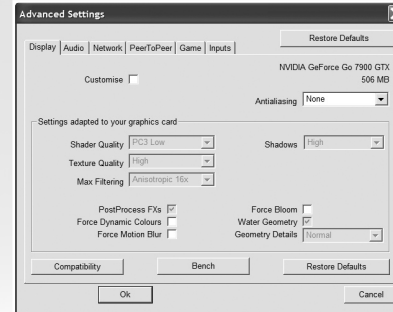 Advanced Settings
Restore Defaults
Display Audio Network PeerToPeer Game Inputs
NVIDIA GeForce Go 7900 GTX
Customise 506 MB
Antialiasing None
Settings adapted to your graphics card
Shader Quality PC3 Low Shadows High
Texture Quality High
Max Filtering Anisotropic 16x
PostProcess FXs Force Bloom
Force Dynamic Colours Water Geometry
Force Motion Blur Geometry Details Normal
Compatibility Bench Restore Defaults
Ok Cancel